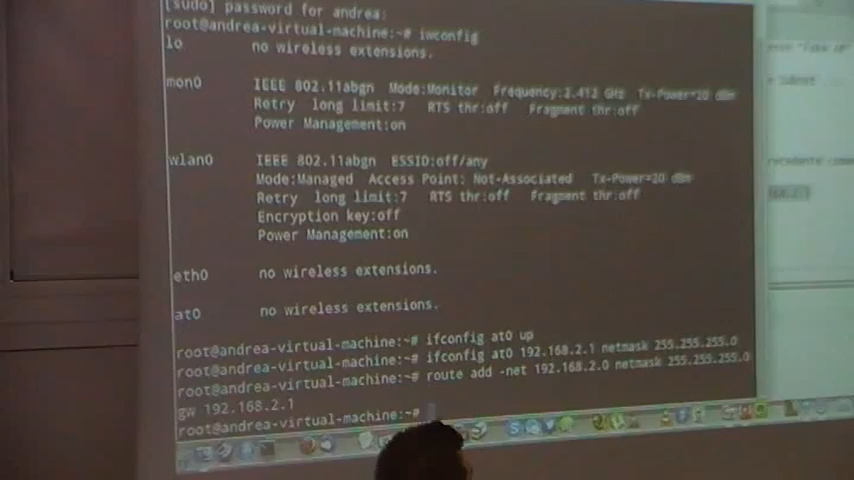 [sudo] password for andrea:
root@andrea-virtual-machine:~# iwconfig
lo        no wireless extensions.
mon0      IEEE 802.11abgn  Mode:Monitor  Frequency:2.412 GHz  Tx-Power=20 dBm
Retry  long limit:7   RTS thr:off   Fragment thr:off
Power Management:on
wlan0     IEEE 802.11abgn  ESSID:off/any
Mode:Managed  Access Point: Not-Associated   Tx-Power=20 dBm
Retry  long limit:7   RTS thr:off   Fragment thr:off
Encryption key:off
Power Management:on
eth0      no wireless extensions.
at0       no wireless extensions.
root@andrea-virtual-machine:~# ifconfig at0 up
root@andrea-virtual-machine:~# ifconfig at0 192.168.2.1 netmask 255.255.255.0
root@andrea-virtual-machine:~# route add -net 192.168.2.0 netmask 255.255.255.0
gw 192.168.2.1
root@andrea-virtual-machine:~#